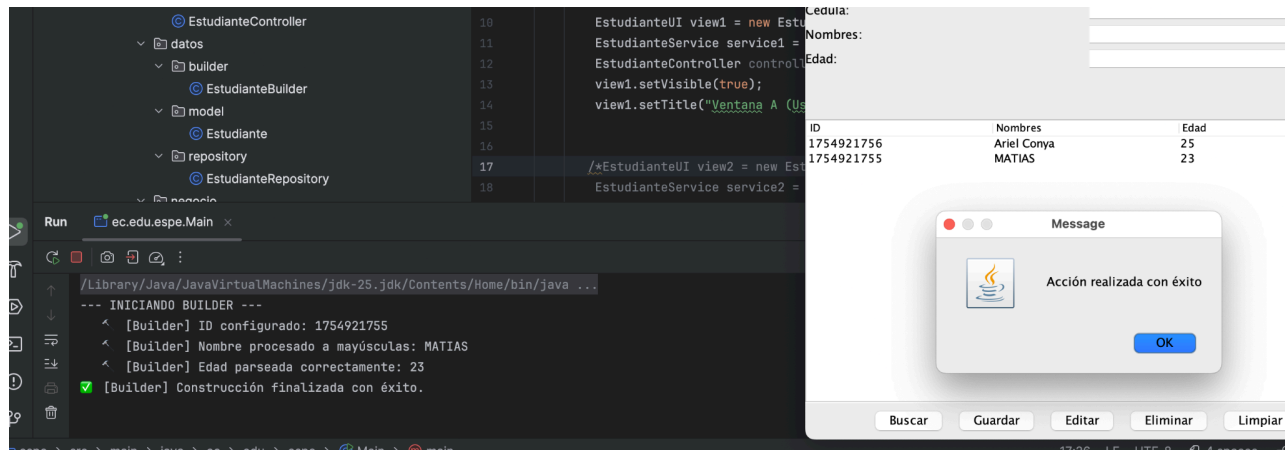 EstudianteController
datos
builder
EstudianteBuilder
model
Estudiante
repository
EstudianteRepository
negocio
10 EstudianteUI view1 = new Estu
11 EstudianteService service1 =
12 EstudianteController controll
13 view1.setVisible(true);
14 view1.setTitle("Ventana A (Us
15
16
17 /*EstudianteUI view2 = new Est
18 EstudianteService service2 =
Run ec.edu.espe.Main
/Library/Java/JavaVirtualMachines/jdk-25.jdk/Contents/Home/bin/java ...
--- INICIANDO BUILDER ---
[Builder] ID configurado: 1754921755
[Builder] Nombre procesado a mayúsculas: MATIAS
[Builder] Edad parseada correctamente: 23
[Builder] Construcción finalizada con éxito.
Cedula:
Nombres:
Edad:
ID Nombres Edad
1754921756 Ariel Conya 25
1754921755 MATIAS 23
Message
Acción realizada con éxito
OK
Buscar Guardar Editar Eliminar Limpiar